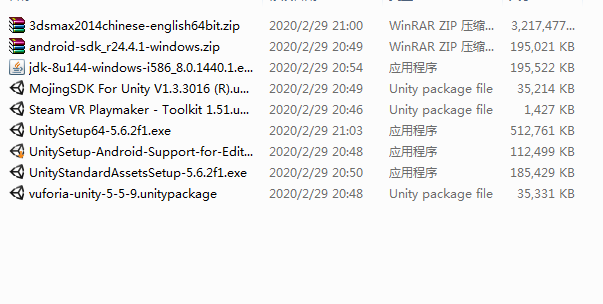 3dsmax2014chinese-english64bit.zip 2020/2/29 21:00 WinRAR ZIP 压缩... 3,217,477...
android-sdk_r24.4.1-windows.zip 2020/2/29 20:49 WinRAR ZIP 压缩... 195,021 KB
jdk-8u144-windows-i586_8.0.1440.1.e... 2020/2/29 20:54 应用程序 195,522 KB
MojingSDK For Unity V1.3.3016 (R).u... 2020/2/29 20:49 Unity package file 35,214 KB
Steam VR Playmaker - Toolkit 1.51.u... 2020/2/29 20:46 Unity package file 1,427 KB
UnitySetup64-5.6.2f1.exe 2020/2/29 21:03 应用程序 512,761 KB
UnitySetup-Android-Support-for-Edit... 2020/2/29 20:48 应用程序 112,499 KB
UnityStandardAssetsSetup-5.6.2f1.exe 2020/2/29 20:50 应用程序 185,429 KB
vuforia-unity-5-5-9.unitypackage 2020/2/29 20:48 Unity package file 35,331 KB